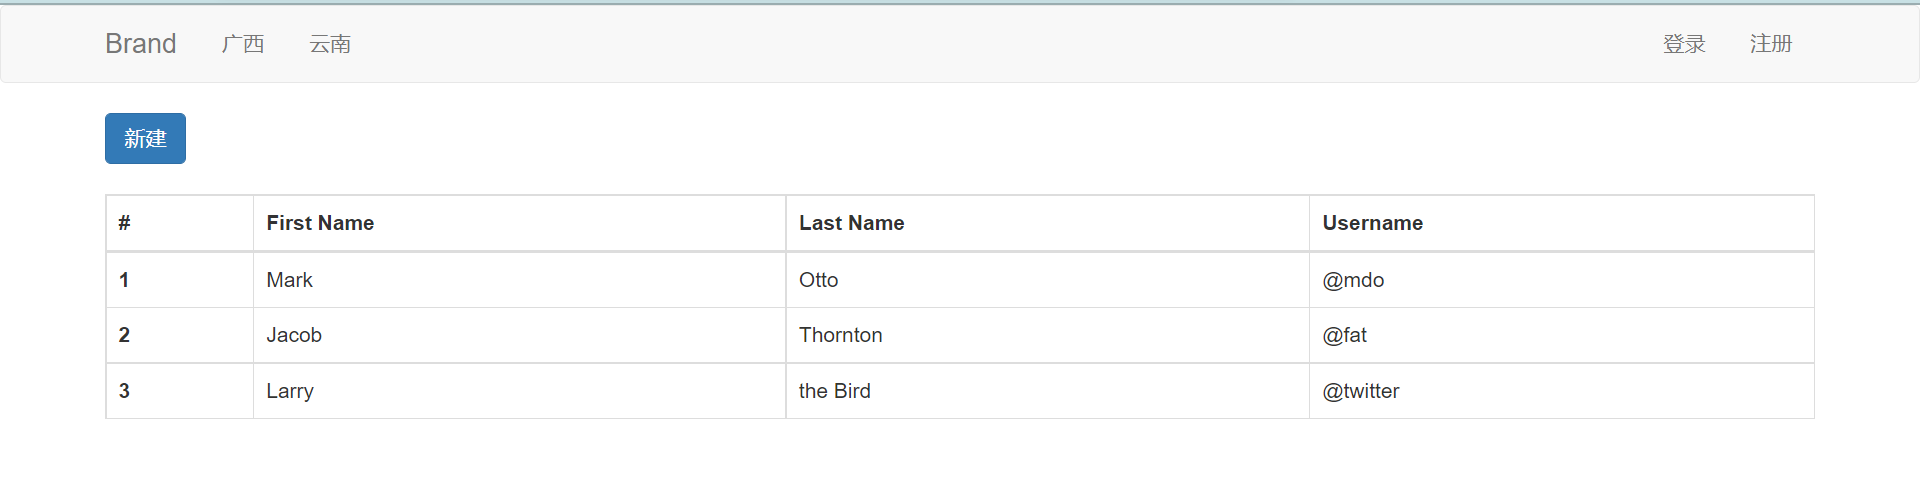 Brand 广西 云南 登录 注册
新建
# First Name Last Name Username
1 Mark Otto @mdo
2 Jacob Thornton @fat
3 Larry the Bird @twitter